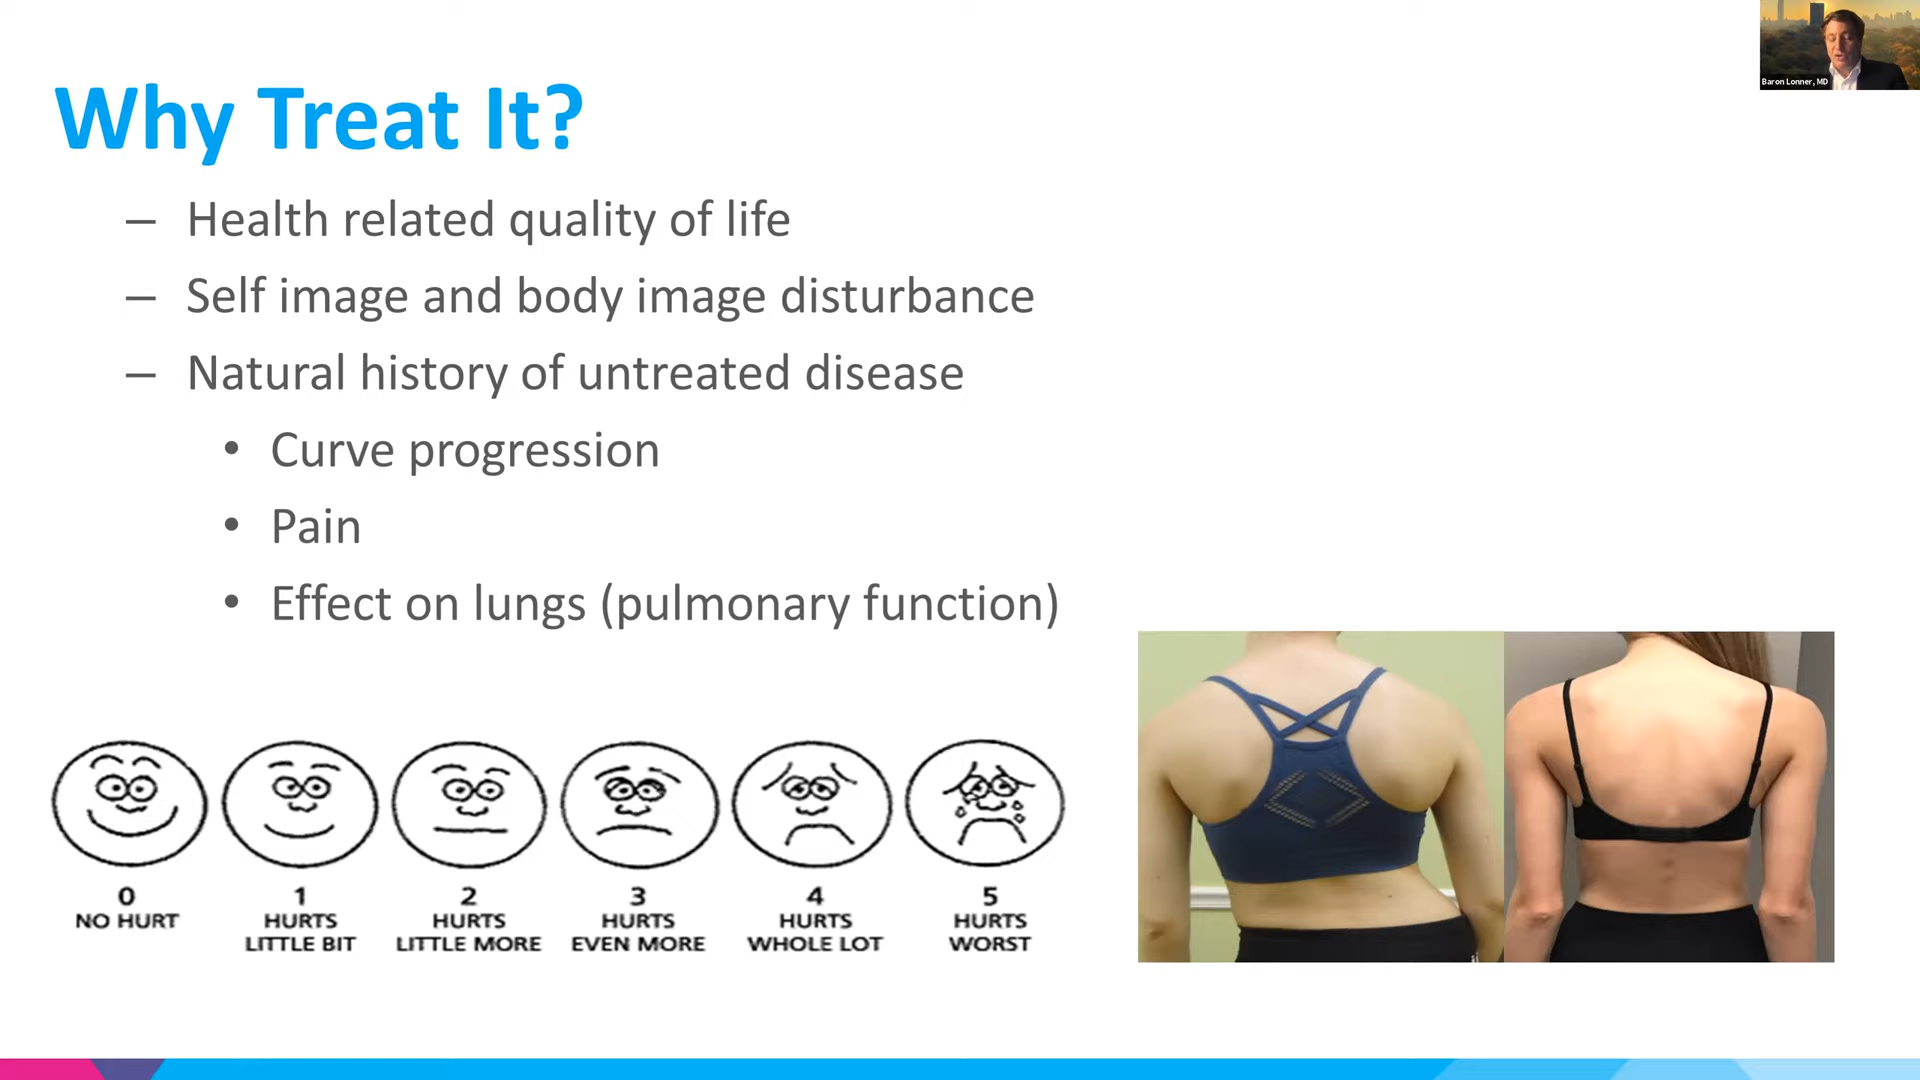 Baron Lonner, MD
Why Treat It?
– Health related quality of life
– Self image and body image disturbance
– Natural history of untreated disease
• Curve progression
• Pain
• Effect on lungs (pulmonary function)
0 1 2 3 4 5
NO HURT HURTS HURTS HURTS HURTS HURTS
LITTLE BIT LITTLE MORE EVEN MORE WHOLE LOT WORST